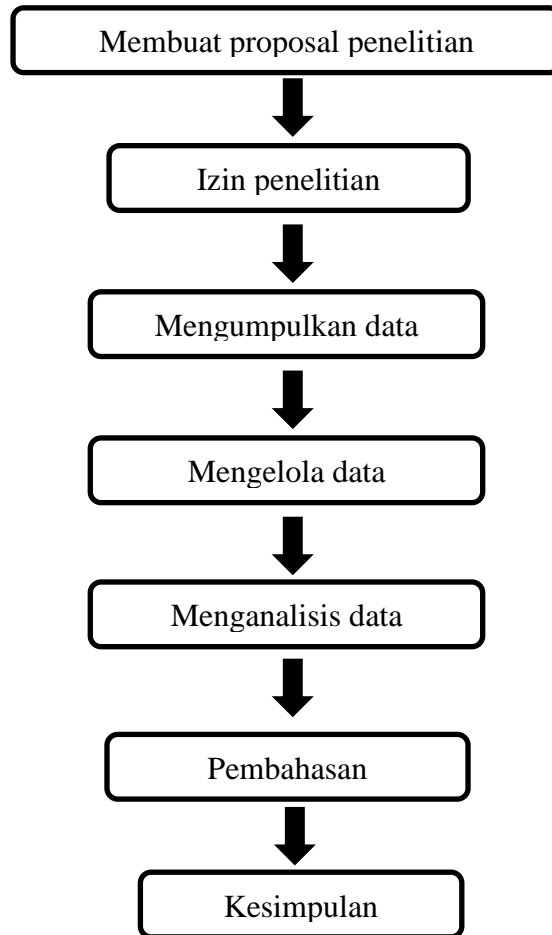 Membuat proposal penelitian
Izin penelitian
Mengumpulkan data
Mengelola data
Menganalisis data
Pembahasan
Kesimpulan